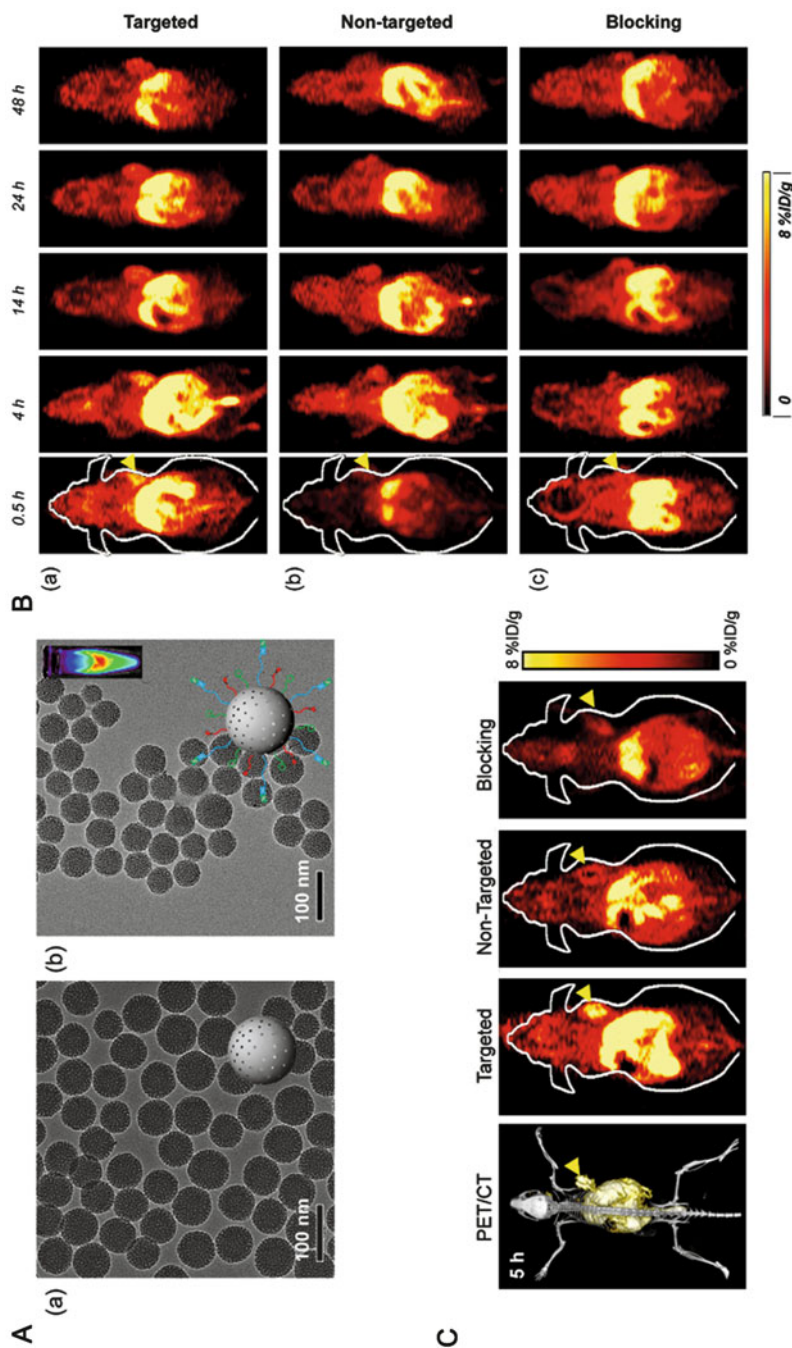 A
(a)
100 nm
(b)
100 nm
B
0.5 h
4 h
14 h
24 h
48 h
(a)
Targeted
(b)
Non-targeted
(c)
Blocking
0
8 %ID/g
C
PET/CT
Targeted
Non-Targeted
Blocking
5 h
8 %ID/g
0 %ID/g